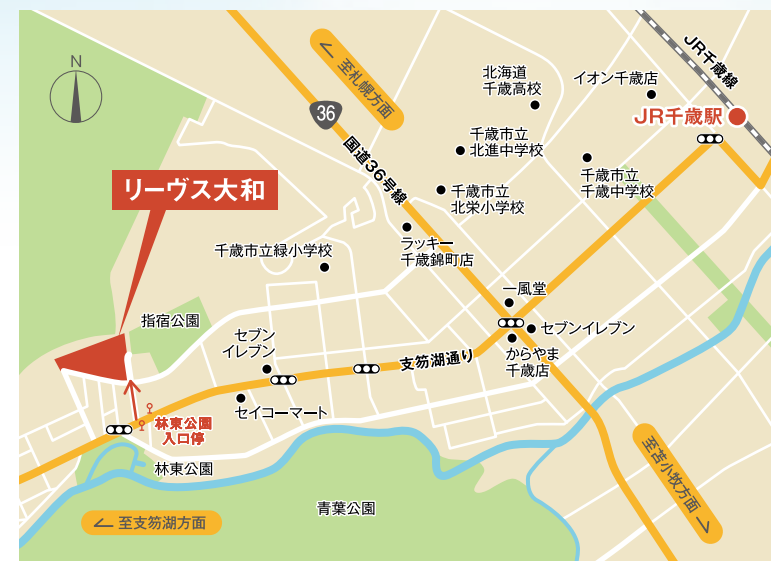 N
至札幌方面
36
国道36号線
北海道
千歳高校
イオン千歳店
JR千歳線
JR千歳駅
千歳市立
北進中学校
千歳市立
千歳中学校
千歳市立
北栄小学校
リーヴス大和
ラッキー
千歳錦町店
千歳市立緑小学校
一風堂
指宿公園
セブン
イレブン
セブンイレブン
支笏湖通り
からやま
千歳店
セイコーマート
林東公園
入口停
林東公園
青葉公園
至苫小牧方面
至支笏湖方面